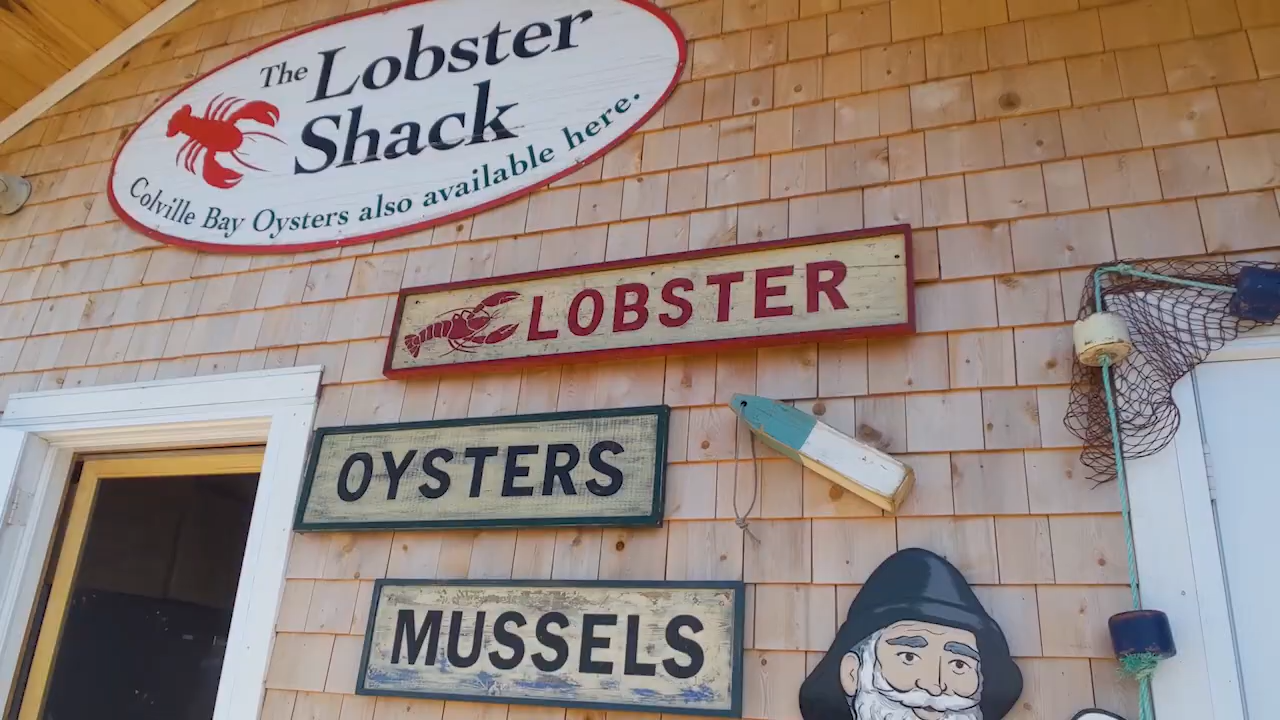 The Lobster
Shack
Colville Bay Oysters also available here.
LOBSTER
OYSTERS
MUSSELS